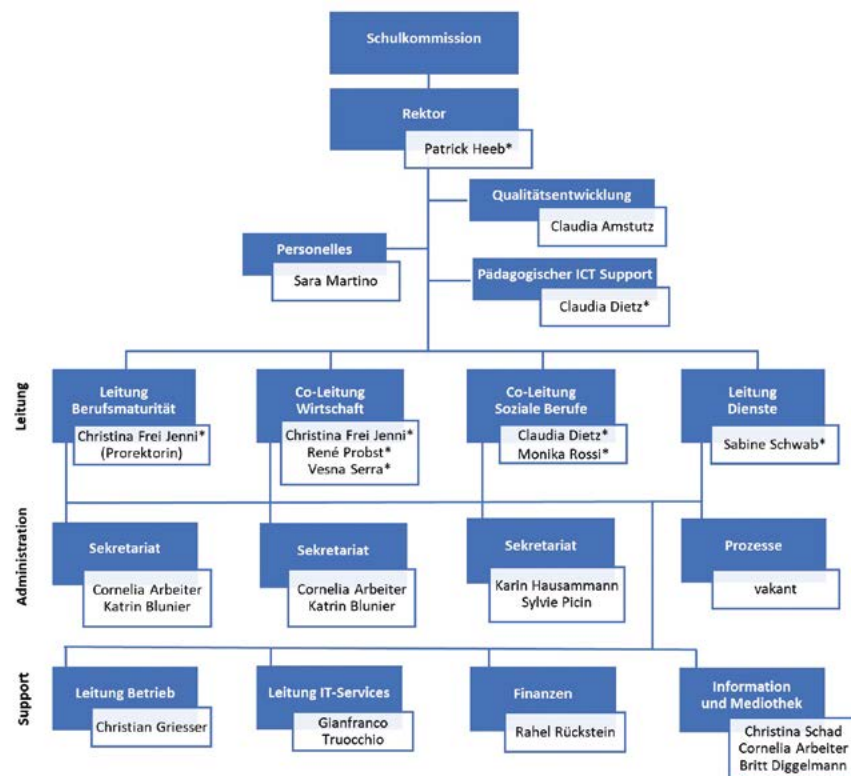 Schulkommission
Rektor
Patrick Heeb*
Qualitätsentwicklung
Claudia Amstutz
Personelles
Sara Martino
Pädagogischer ICT Support
Claudia Dietz*
Leitung
Leitung
Berufsmaturität
Christina Frei Jenni*
(Prorektorin)
Co-Leitung
Wirtschaft
Christina Frei Jenni*
René Probst*
Vesna Serra*
Co-Leitung
Soziale Berufe
Claudia Dietz*
Monika Rossi*
Leitung
Dienste
Sabine Schwab*
Administration
Sekretariat
Cornelia Arbeiter
Katrin Blunier
Sekretariat
Cornelia Arbeiter
Katrin Blunier
Sekretariat
Karin Hausammann
Sylvie Picin
Prozesse
vakant
Support
Leitung Betrieb
Christian Griesser
Leitung IT-Services
Gianfranco
Truocchio
Finanzen
Rahel Rückstein
Information
und Mediothek
Christina Schad
Cornelia Arbeiter
Britt Diggelmann